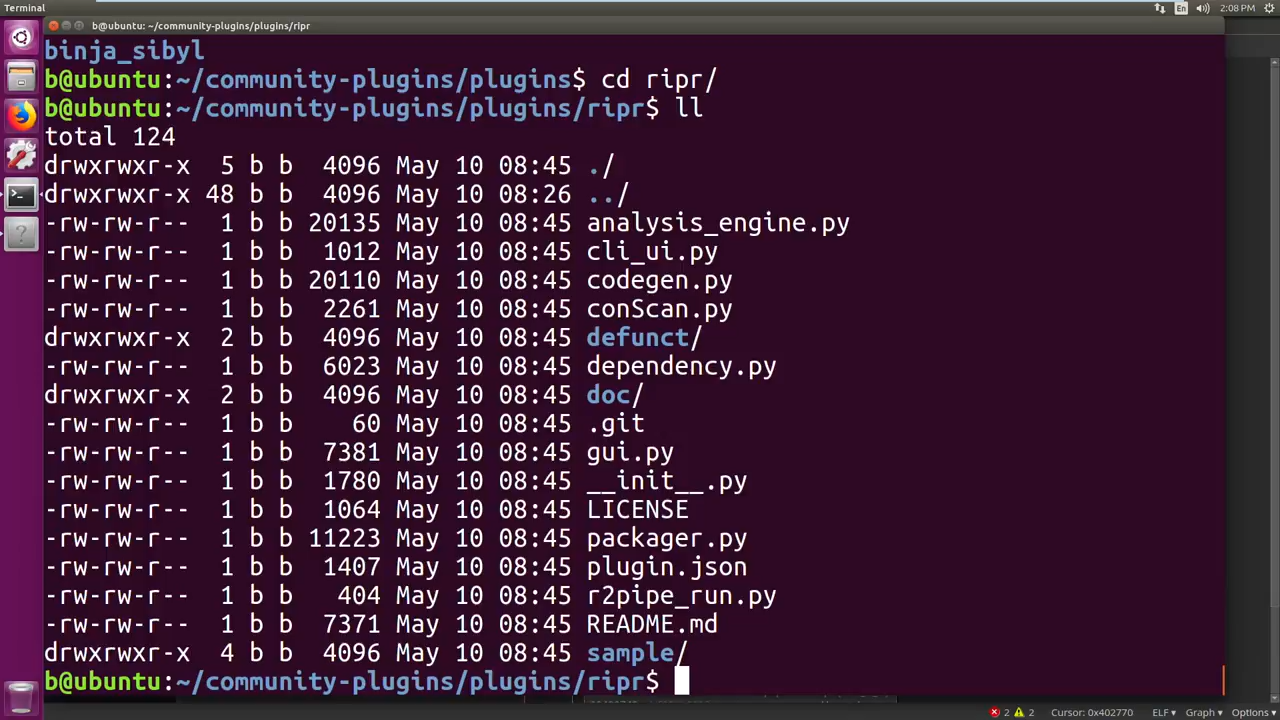 Terminal
En
2:08 PM
b@ubuntu: ~/community-plugins/plugins/ripr
binja_sibyl
b@ubuntu:~/community-plugins/plugins$ cd ripr/
b@ubuntu:~/community-plugins/plugins/ripr$ ll
total 124
drwxrwxr-x  5 b b  4096 May 10 08:45 ./
drwxrwxr-x 48 b b  4096 May 10 08:26 ../
-rw-rw-r--  1 b b 20135 May 10 08:45 analysis_engine.py
-rw-rw-r--  1 b b  1012 May 10 08:45 cli_ui.py
-rw-rw-r--  1 b b 20110 May 10 08:45 codegen.py
-rw-rw-r--  1 b b  2261 May 10 08:45 conScan.py
drwxrwxr-x  2 b b  4096 May 10 08:45 defunct/
-rw-rw-r--  1 b b  6023 May 10 08:45 dependency.py
drwxrwxr-x  2 b b  4096 May 10 08:45 doc/
-rw-rw-r--  1 b b    60 May 10 08:45 .git
-rw-rw-r--  1 b b  7381 May 10 08:45 gui.py
-rw-rw-r--  1 b b  1780 May 10 08:45 __init__.py
-rw-rw-r--  1 b b  1064 May 10 08:45 LICENSE
-rw-rw-r--  1 b b 11223 May 10 08:45 packager.py
-rw-rw-r--  1 b b  1407 May 10 08:45 plugin.json
-rw-rw-r--  1 b b   404 May 10 08:45 r2pipe_run.py
-rw-rw-r--  1 b b  7371 May 10 08:45 README.md
drwxrwxr-x  4 b b  4096 May 10 08:45 sample/
b@ubuntu:~/community-plugins/plugins/ripr$
2 2 Cursor: 0x402770 ELF Graph Options